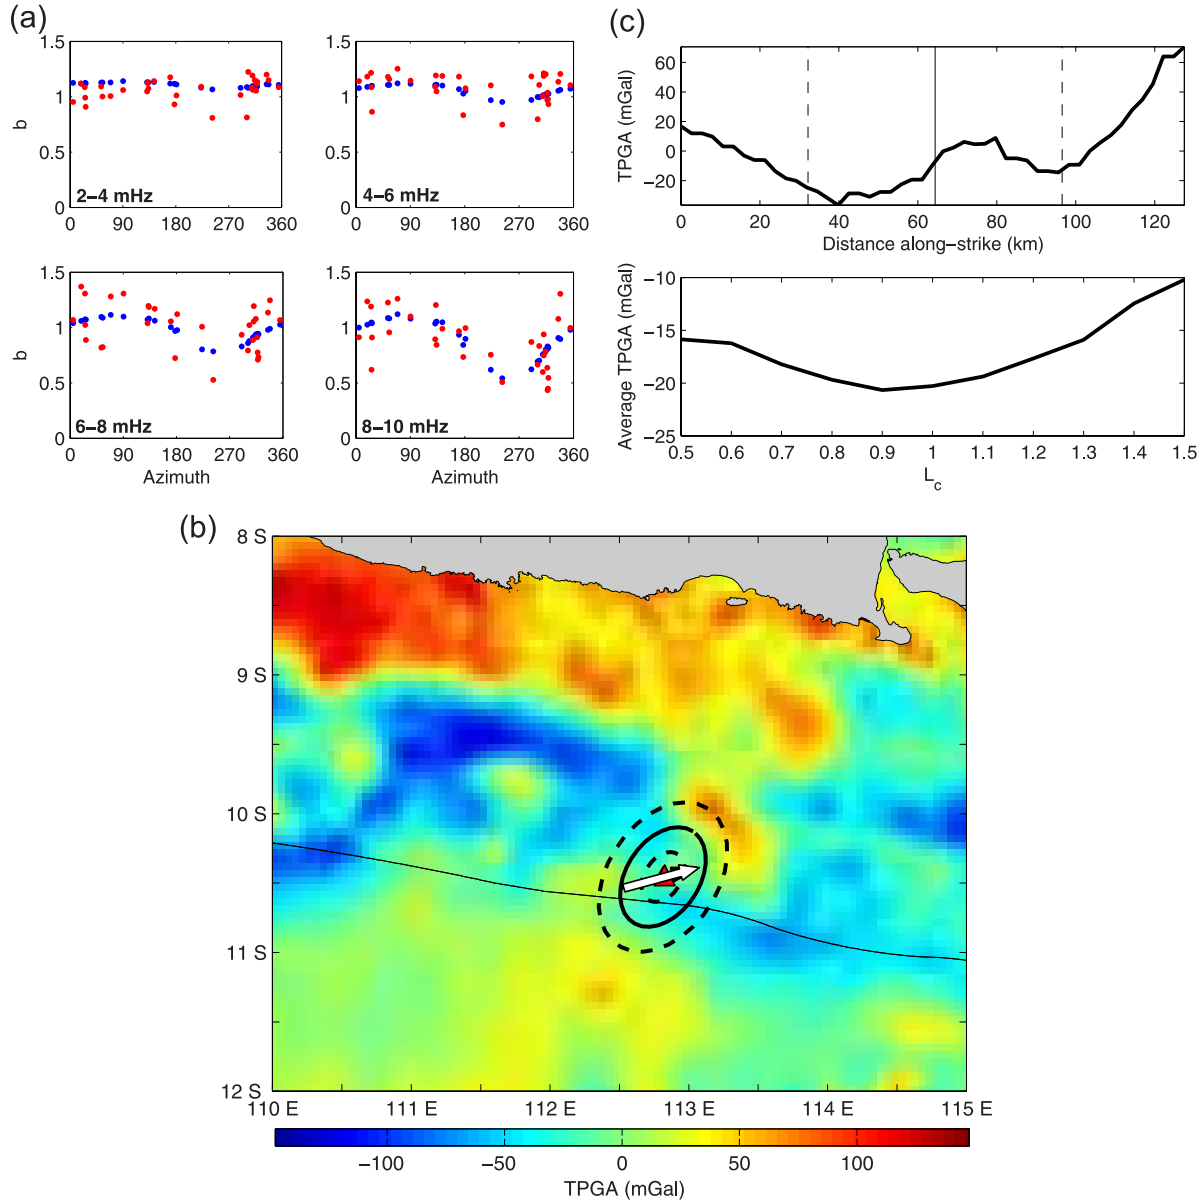 (a)
1.5
1
0.5
0
b
2–4 mHz
0 90 180 270 360
1.5
1
0.5
0
4–6 mHz
0 90 180 270 360
1.5
1
0.5
0
b
6–8 mHz
0 90 180 270 360
Azimuth
1.5
1
0.5
0
8–10 mHz
0 90 180 270 360
Azimuth
(c)
TPGA (mGal)
60
40
20
0
−20
0 20 40 60 80 100 120
Distance along−strike (km)
Average TPGA (mGal)
−10
−15
−20
−25
0.5 0.6 0.7 0.8 0.9 1 1.1 1.2 1.3 1.4 1.5
Lc
(b)
8 S
9 S
10 S
11 S
12 S
110 E 111 E 112 E 113 E 114 E 115 E
−100 −50 0 50 100
TPGA (mGal)